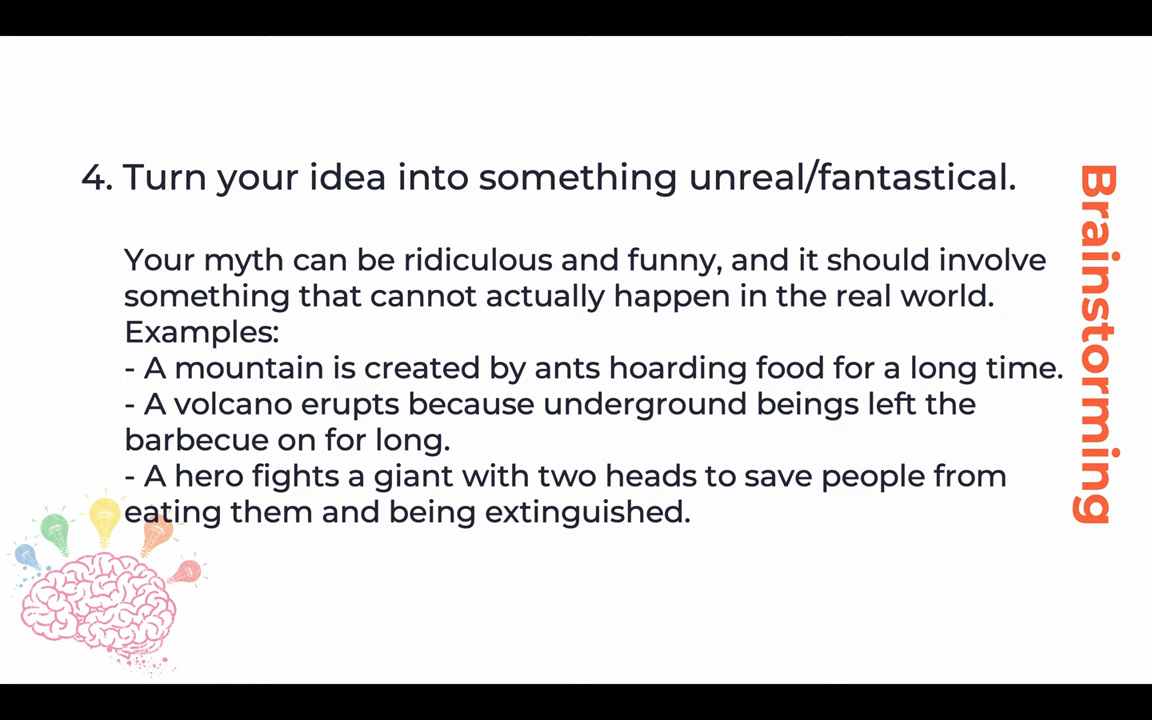 4. Turn your idea into something unreal/fantastical.
Your myth can be ridiculous and funny, and it should involve
something that cannot actually happen in the real world.
Examples:
- A mountain is created by ants hoarding food for a long time.
- A volcano erupts because underground beings left the
barbecue on for long.
- A hero fights a giant with two heads to save people from
eating them and being extinguished.
Brainstorming